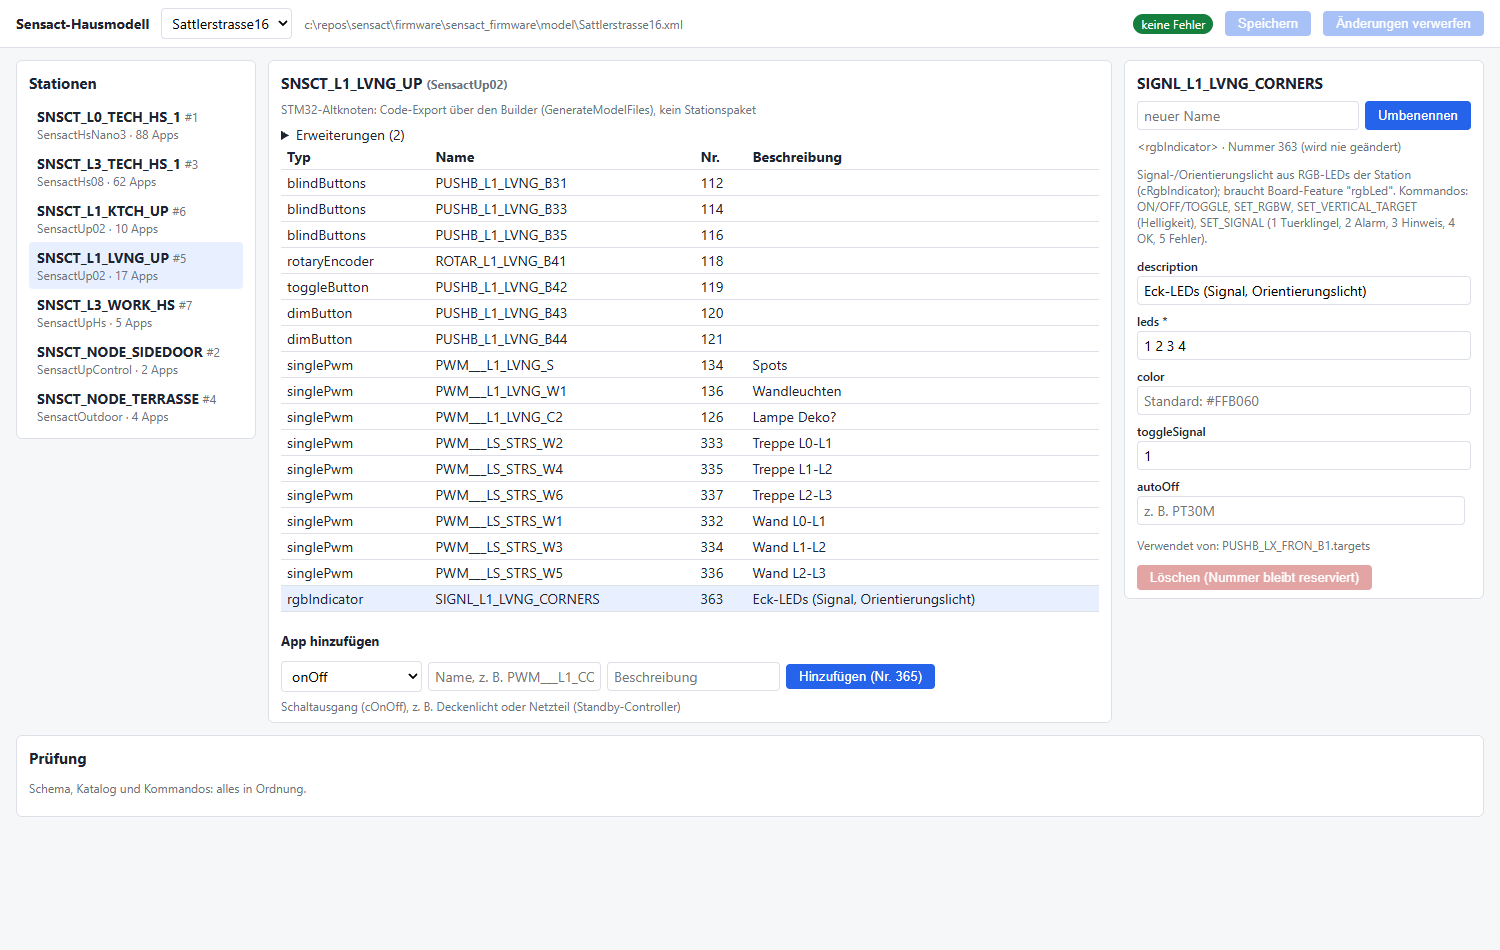 Sensact-Hausmodell Sattlerstrasse16 c:\repos\sensact\firmware\sensact_firmware\model\Sattlerstrasse16.xml keine Fehler Speichern Änderungen verwerfen
Stationen
SNSCT_L0_TECH_HS_1 #1
SensactHsNano3 · 88 Apps
SNSCT_L3_TECH_HS_1 #3
SensactHs08 · 62 Apps
SNSCT_L1_KTCH_UP #6
SensactUp02 · 10 Apps
SNSCT_L1_LVNG_UP #5
SensactUp02 · 17 Apps
SNSCT_L3_WORK_HS #7
SensactUpHs · 5 Apps
SNSCT_NODE_SIDEDOOR #2
SensactUpControl · 2 Apps
SNSCT_NODE_TERRASSE #4
SensactOutdoor · 4 Apps
SNSCT_L1_LVNG_UP (SensactUp02)
STM32-Altknoten: Code-Export über den Builder (GenerateModelFiles), kein Stationspaket
▶ Erweiterungen (2)
Typ Name Nr. Beschreibung
blindButtons PUSHB_L1_LVNG_B31 112
blindButtons PUSHB_L1_LVNG_B33 114
blindButtons PUSHB_L1_LVNG_B35 116
rotaryEncoder ROTAR_L1_LVNG_B41 118
toggleButton PUSHB_L1_LVNG_B42 119
dimButton PUSHB_L1_LVNG_B43 120
dimButton PUSHB_L1_LVNG_B44 121
singlePwm PWM___L1_LVNG_S 134 Spots
singlePwm PWM___L1_LVNG_W1 136 Wandleuchten
singlePwm PWM___L1_LVNG_C2 126 Lampe Deko?
singlePwm PWM___LS_STRS_W2 333 Treppe L0-L1
singlePwm PWM___LS_STRS_W4 335 Treppe L1-L2
singlePwm PWM___LS_STRS_W6 337 Treppe L2-L3
singlePwm PWM___LS_STRS_W1 332 Wand L0-L1
singlePwm PWM___LS_STRS_W3 334 Wand L1-L2
singlePwm PWM___LS_STRS_W5 336 Wand L2-L3
rgbIndicator SIGNL_L1_LVNG_CORNERS 363 Eck-LEDs (Signal, Orientierungslicht)
App hinzufügen
onOff Name, z. B. PWM___L1_CC Beschreibung Hinzufügen (Nr. 365)
Schaltausgang (cOnOff), z. B. Deckenlicht oder Netzteil (Standby-Controller)
SIGNL_L1_LVNG_CORNERS
neuer Name Umbenennen
<rgbIndicator> · Nummer 363 (wird nie geändert)
Signal-/Orientierungslicht aus RGB-LEDs der Station
(cRgbIndicator); braucht Board-Feature "rgbLed". Kommandos:
ON/OFF/TOGGLE, SET_RGBW, SET_VERTICAL_TARGET
(Helligkeit), SET_SIGNAL (1 Tuerklingel, 2 Alarm, 3 Hinweis, 4
OK, 5 Fehler).
description
Eck-LEDs (Signal, Orientierungslicht)
leds *
1 2 3 4
color
Standard: #FFB060
toggleSignal
1
autoOff
z. B. PT30M
Verwendet von: PUSHB_LX_FRON_B1.targets
Löschen (Nummer bleibt reserviert)
Prüfung
Schema, Katalog und Kommandos: alles in Ordnung.